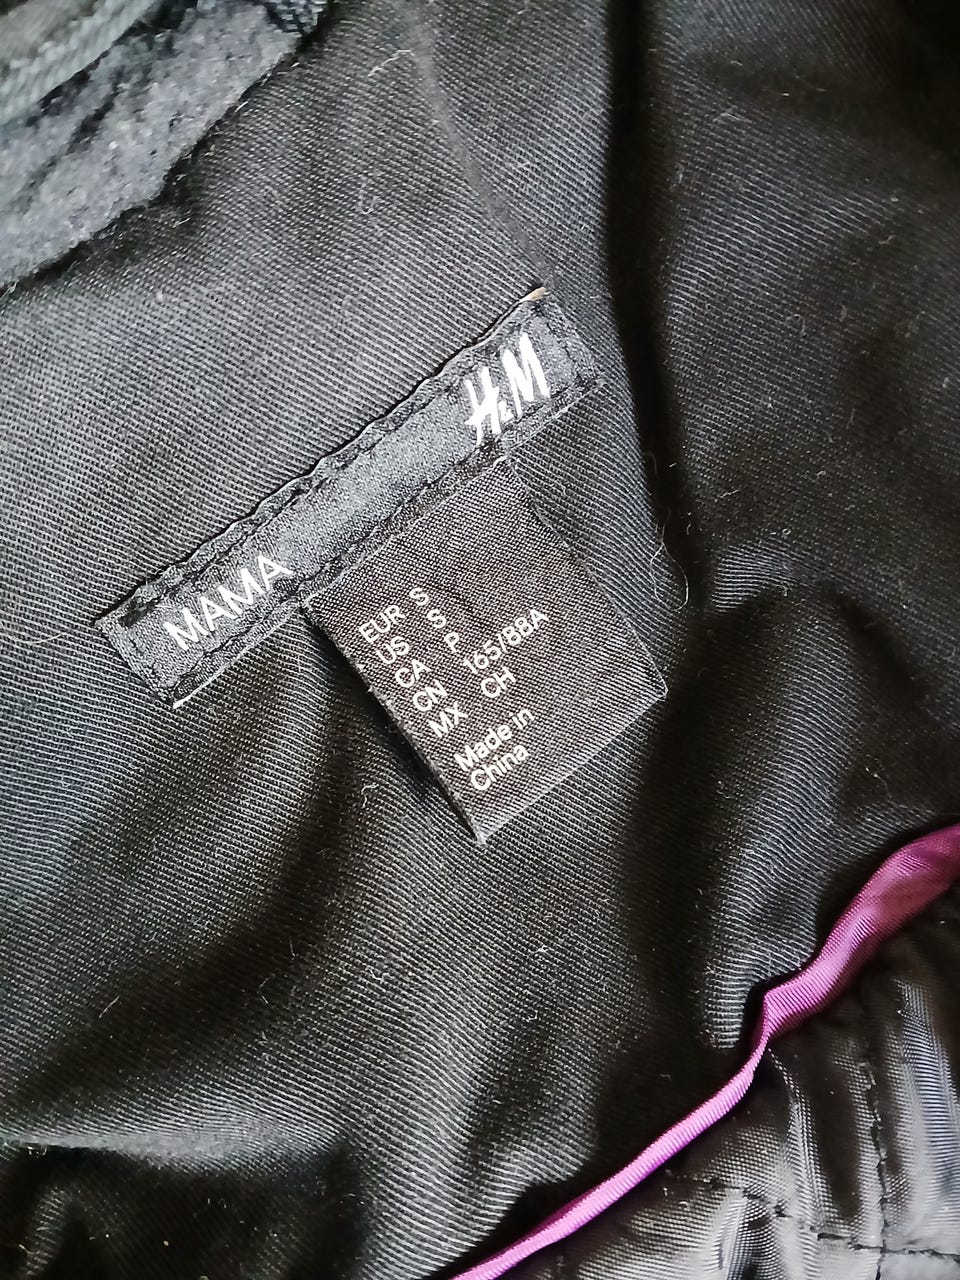 H&M
MAMA
EUR S
US S
CA P
CN 165/88A
MX CH
Made in
China